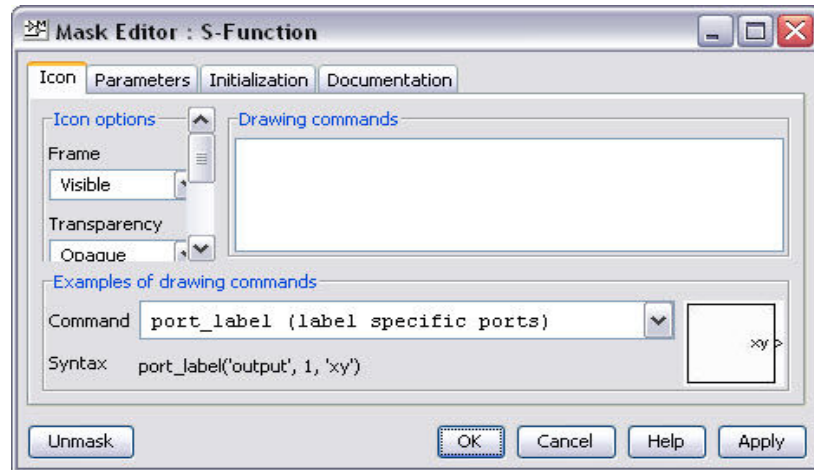 Mask Editor : S-Function
Icon Parameters Initialization Documentation
Icon options
Drawing commands
Frame
Visible
Transparency
Opaque
Examples of drawing commands
Command port_label (label specific ports)
xy >
Syntax port_label('output', 1, 'xy')
Unmask OK Cancel Help Apply